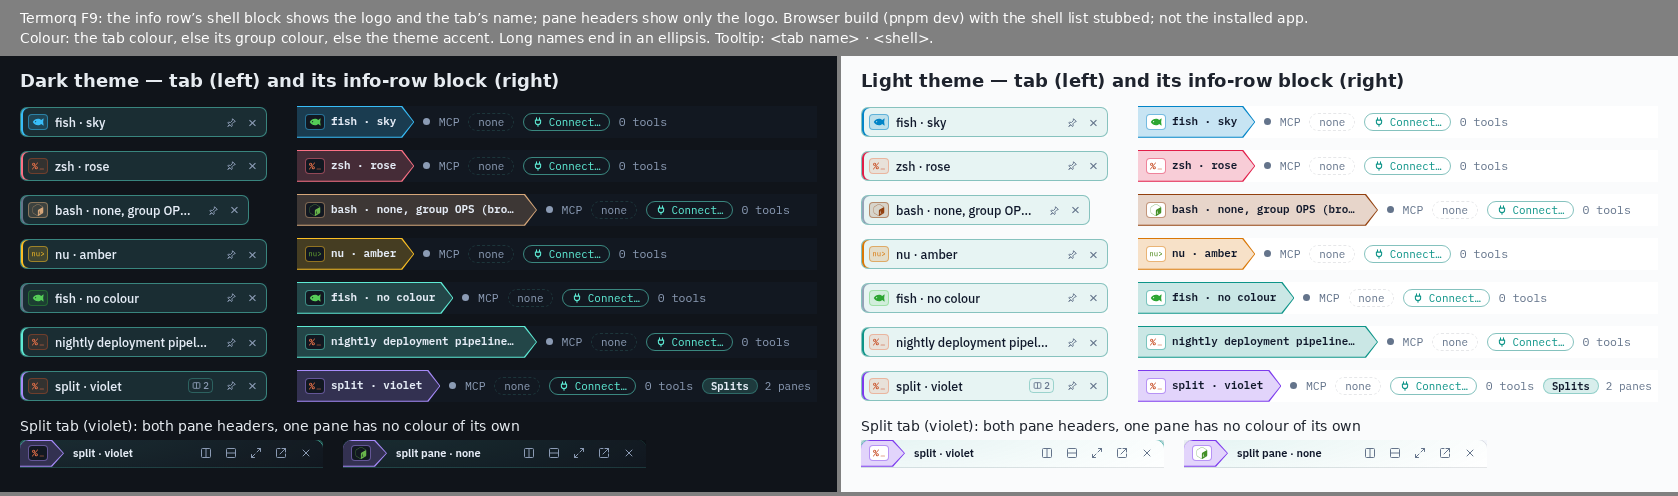 Termorq F9: the info row's shell block shows the logo and the tab's name; pane headers show only the logo. Browser build (pnpm dev) with the shell list stubbed; not the installed app.
Colour: the tab colour, else its group colour, else the theme accent. Long names end in an ellipsis. Tooltip: <tab name> · <shell>.
Dark theme — tab (left) and its info-row block (right)
fish · sky × fish · sky MCP none Connect… 0 tools
%_ zsh · rose × %_ zsh · rose MCP none Connect… 0 tools
bash · none, group OP... × bash · none, group OPS (bro… MCP none Connect… 0 tools
nu> nu · amber × nu> nu · amber MCP none Connect… 0 tools
fish · no colour × fish · no colour MCP none Connect… 0 tools
%_ nightly deployment pipel... × %_ nightly deployment pipeline… MCP none Connect… 0 tools
%_ split · violet 2 × %_ split · violet MCP none Connect… 0 tools Splits 2 panes
Split tab (violet): both pane headers, one pane has no colour of its own
%_ split · violet × split pane · none ×
Light theme — tab (left) and its info-row block (right)
fish · sky × fish · sky MCP none Connect… 0 tools
%_ zsh · rose × %_ zsh · rose MCP none Connect… 0 tools
bash · none, group OP... × bash · none, group OPS (bro… MCP none Connect… 0 tools
nu> nu · amber × nu> nu · amber MCP none Connect… 0 tools
fish · no colour × fish · no colour MCP none Connect… 0 tools
%_ nightly deployment pipel... × %_ nightly deployment pipeline… MCP none Connect… 0 tools
%_ split · violet 2 × %_ split · violet MCP none Connect… 0 tools Splits 2 panes
Split tab (violet): both pane headers, one pane has no colour of its own
%_ split · violet × split pane · none ×